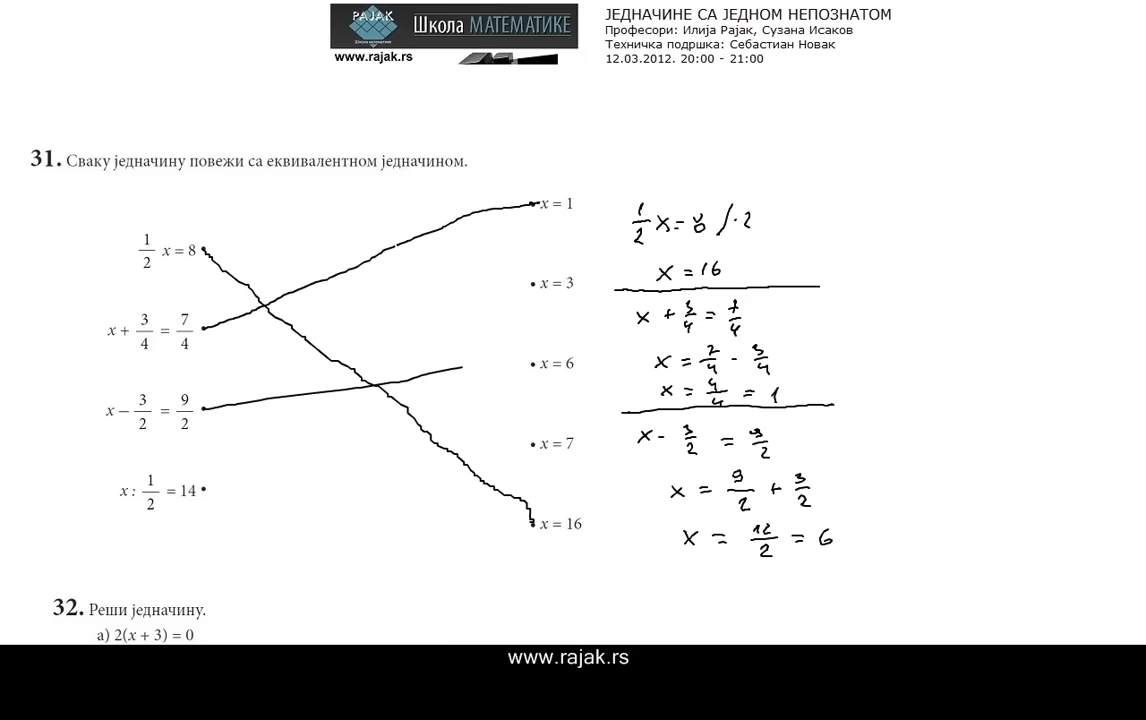 РАЈАК
Школа МАТЕМАТИКЕ
www.rajak.rs
ЈЕДНАЧИНЕ СА ЈЕДНОМ НЕПОЗНАТОМ
Професори: Илија Рајак, Сузана Исаков
Техничка подршка: Себастиан Новак
12.03.2012. 20:00 - 21:00
31. Сваку једначину повежи са еквивалентном једначином.
1/2 x = 8
x + 3/4 = 7/4
x − 3/2 = 9/2
x : 1/2 = 14
x = 1
x = 3
x = 6
x = 7
x = 16
1/2 x = 8 /·2
x = 16
x + 3/4 = 7/4
x = 7/4 - 3/4
x = 4/4 = 1
x - 3/2 = 9/2
x = 9/2 + 3/2
x = 12/2 = 6
32. Реши једначину.
а) 2(x + 3) = 0
www.rajak.rs